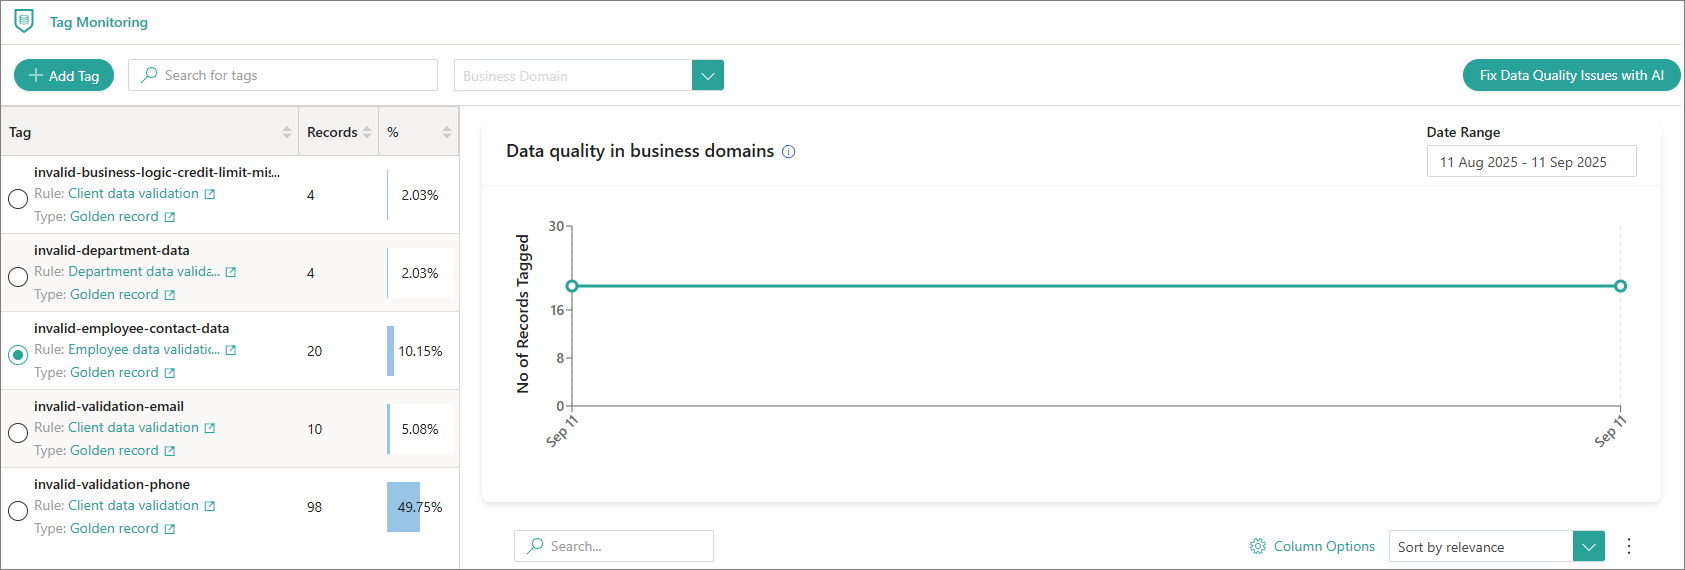 Tag Monitoring
Add Tag
Search for tags
Business Domain
Fix Data Quality Issues with AI
Tag
Records
%
invalid-business-logic-credit-limit-mis...
Rule: Client data validation
Type: Golden record
4
2.03%
invalid-department-data
Rule: Department data valida...
Type: Golden record
4
2.03%
invalid-employee-contact-data
Rule: Employee data validatic...
Type: Golden record
20
10.15%
invalid-validation-email
Rule: Client data validation
Type: Golden record
10
5.08%
invalid-validation-phone
Rule: Client data validation
Type: Golden record
98
49.75%
Data quality in business domains
Date Range
11 Aug 2025 - 11 Sep 2025
No of Records Tagged
30
16
8
0
Sep 11
Sep 11
Search...
Column Options
Sort by relevance